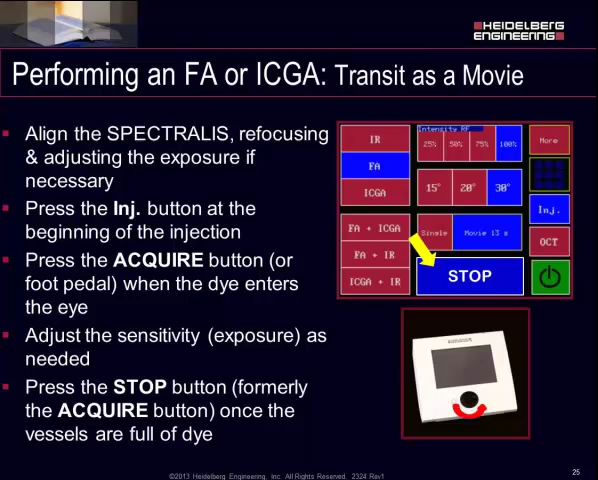 HEIDELBERG
ENGINEERING
Performing an FA or ICGA: Transit as a Movie
Align the SPECTRALIS, refocusing
& adjusting the exposure if
necessary
Press the Inj. button at the
beginning of the injection
Press the ACQUIRE button (or
foot pedal) when the dye enters
the eye
Adjust the sensitivity (exposure) as
needed
Press the STOP button (formerly
the ACQUIRE button) once the
vessels are full of dye
IR
FA
ICGA
FA + ICGA
FA + IR
ICGA + IR
Intensity RF
25% 50% 75% 100%
15° 20° 30°
Single Movie 13 s
STOP
More
Inj.
OCT
©2013 Heidelberg Engineering, Inc. All Rights Reserved. 2324 Rev1
25